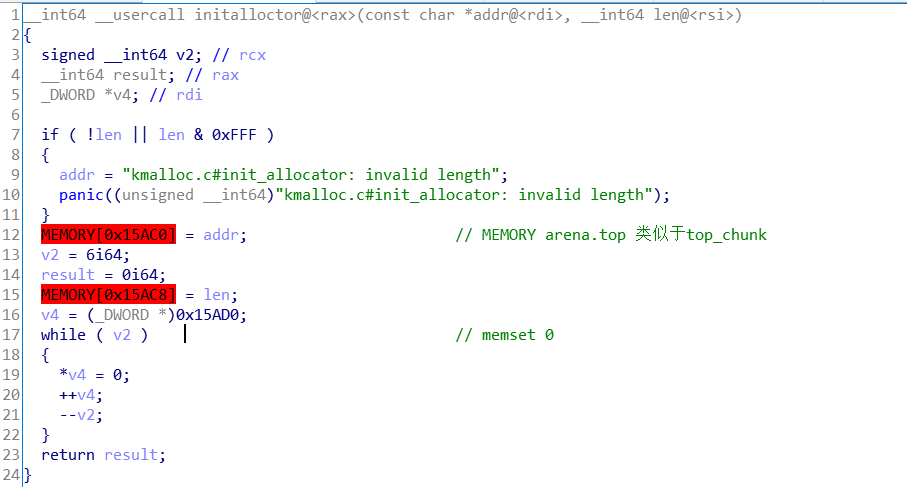 1 __int64 __usercall initalloctor@<rax>(const char *addr@<rdi>, __int64 len@<rsi>)
2 {
3 signed __int64 v2; // rcx
4 __int64 result; // rax
5 _DWORD *v4; // rdi
6
7 if ( !len || len & 0xFFF )
8 {
9 addr = "kmalloc.c#init_allocator: invalid length";
10 panic((unsigned __int64)"kmalloc.c#init_allocator: invalid length");
11 }
12 MEMORY[0x15AC0] = addr; // MEMORY arena.top 类似于top_chunk
13 v2 = 6i64;
14 result = 0i64;
15 MEMORY[0x15AC8] = len;
16 v4 = (_DWORD *)0x15AD0;
17 while ( v2 ) // memset 0
18 {
19 *v4 = 0;
20 ++v4;
21 --v2;
22 }
23 return result;
24 }